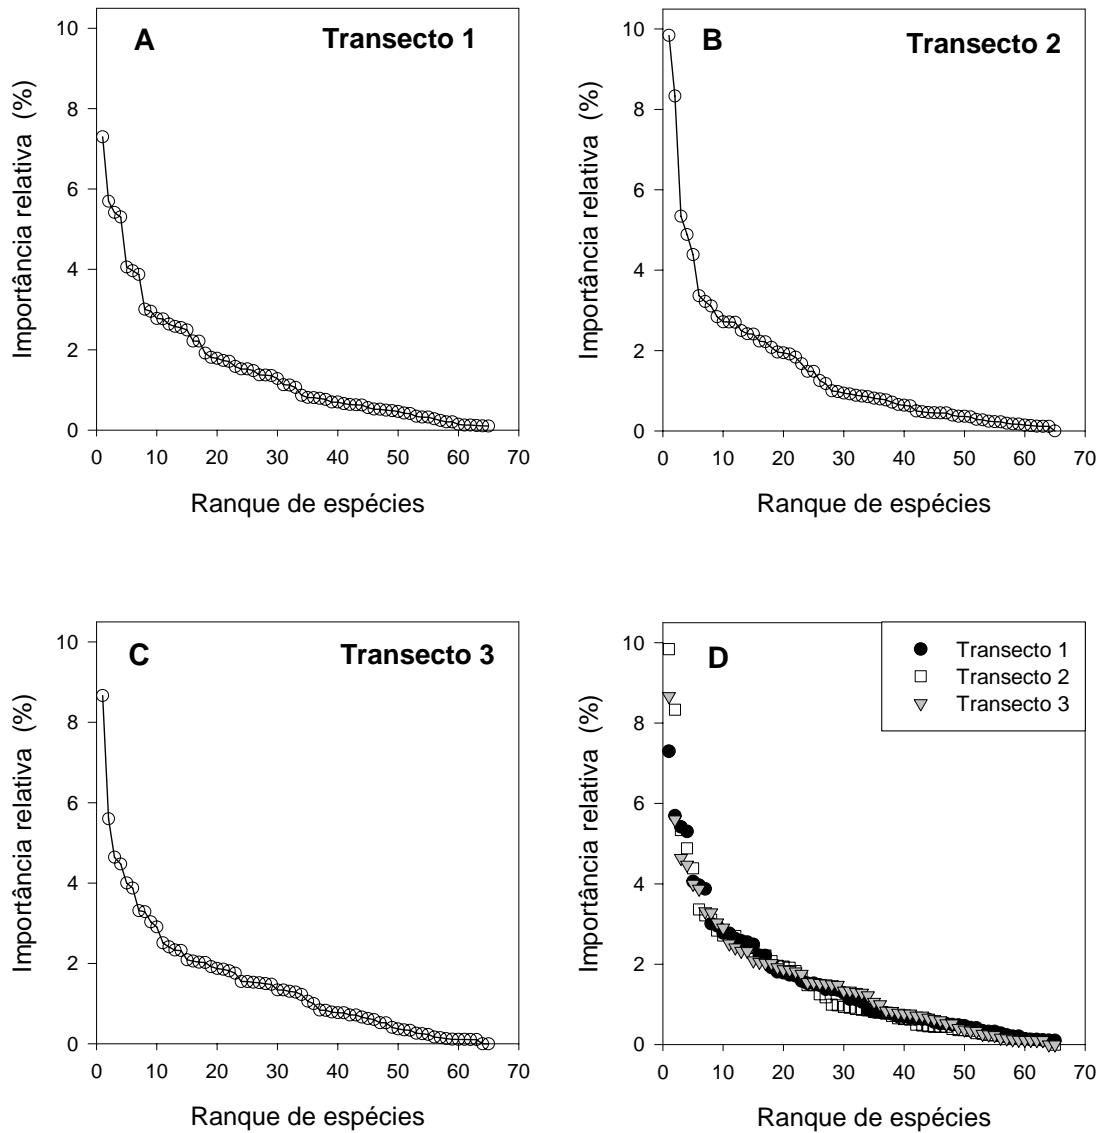 A
Transecto 1
Importância relativa (%)
10
8
6
4
2
0
0 10 20 30 40 50 60 70
Ranque de espécies
B
Transecto 2
Importância relativa (%)
10
8
6
4
2
0
0 10 20 30 40 50 60 70
Ranque de espécies
C
Transecto 3
Importância relativa (%)
10
8
6
4
2
0
0 10 20 30 40 50 60 70
Ranque de espécies
D
Transecto 1
Transecto 2
Transecto 3
Importância relativa (%)
10
8
6
4
2
0
0 10 20 30 40 50 60 70
Ranque de espécies